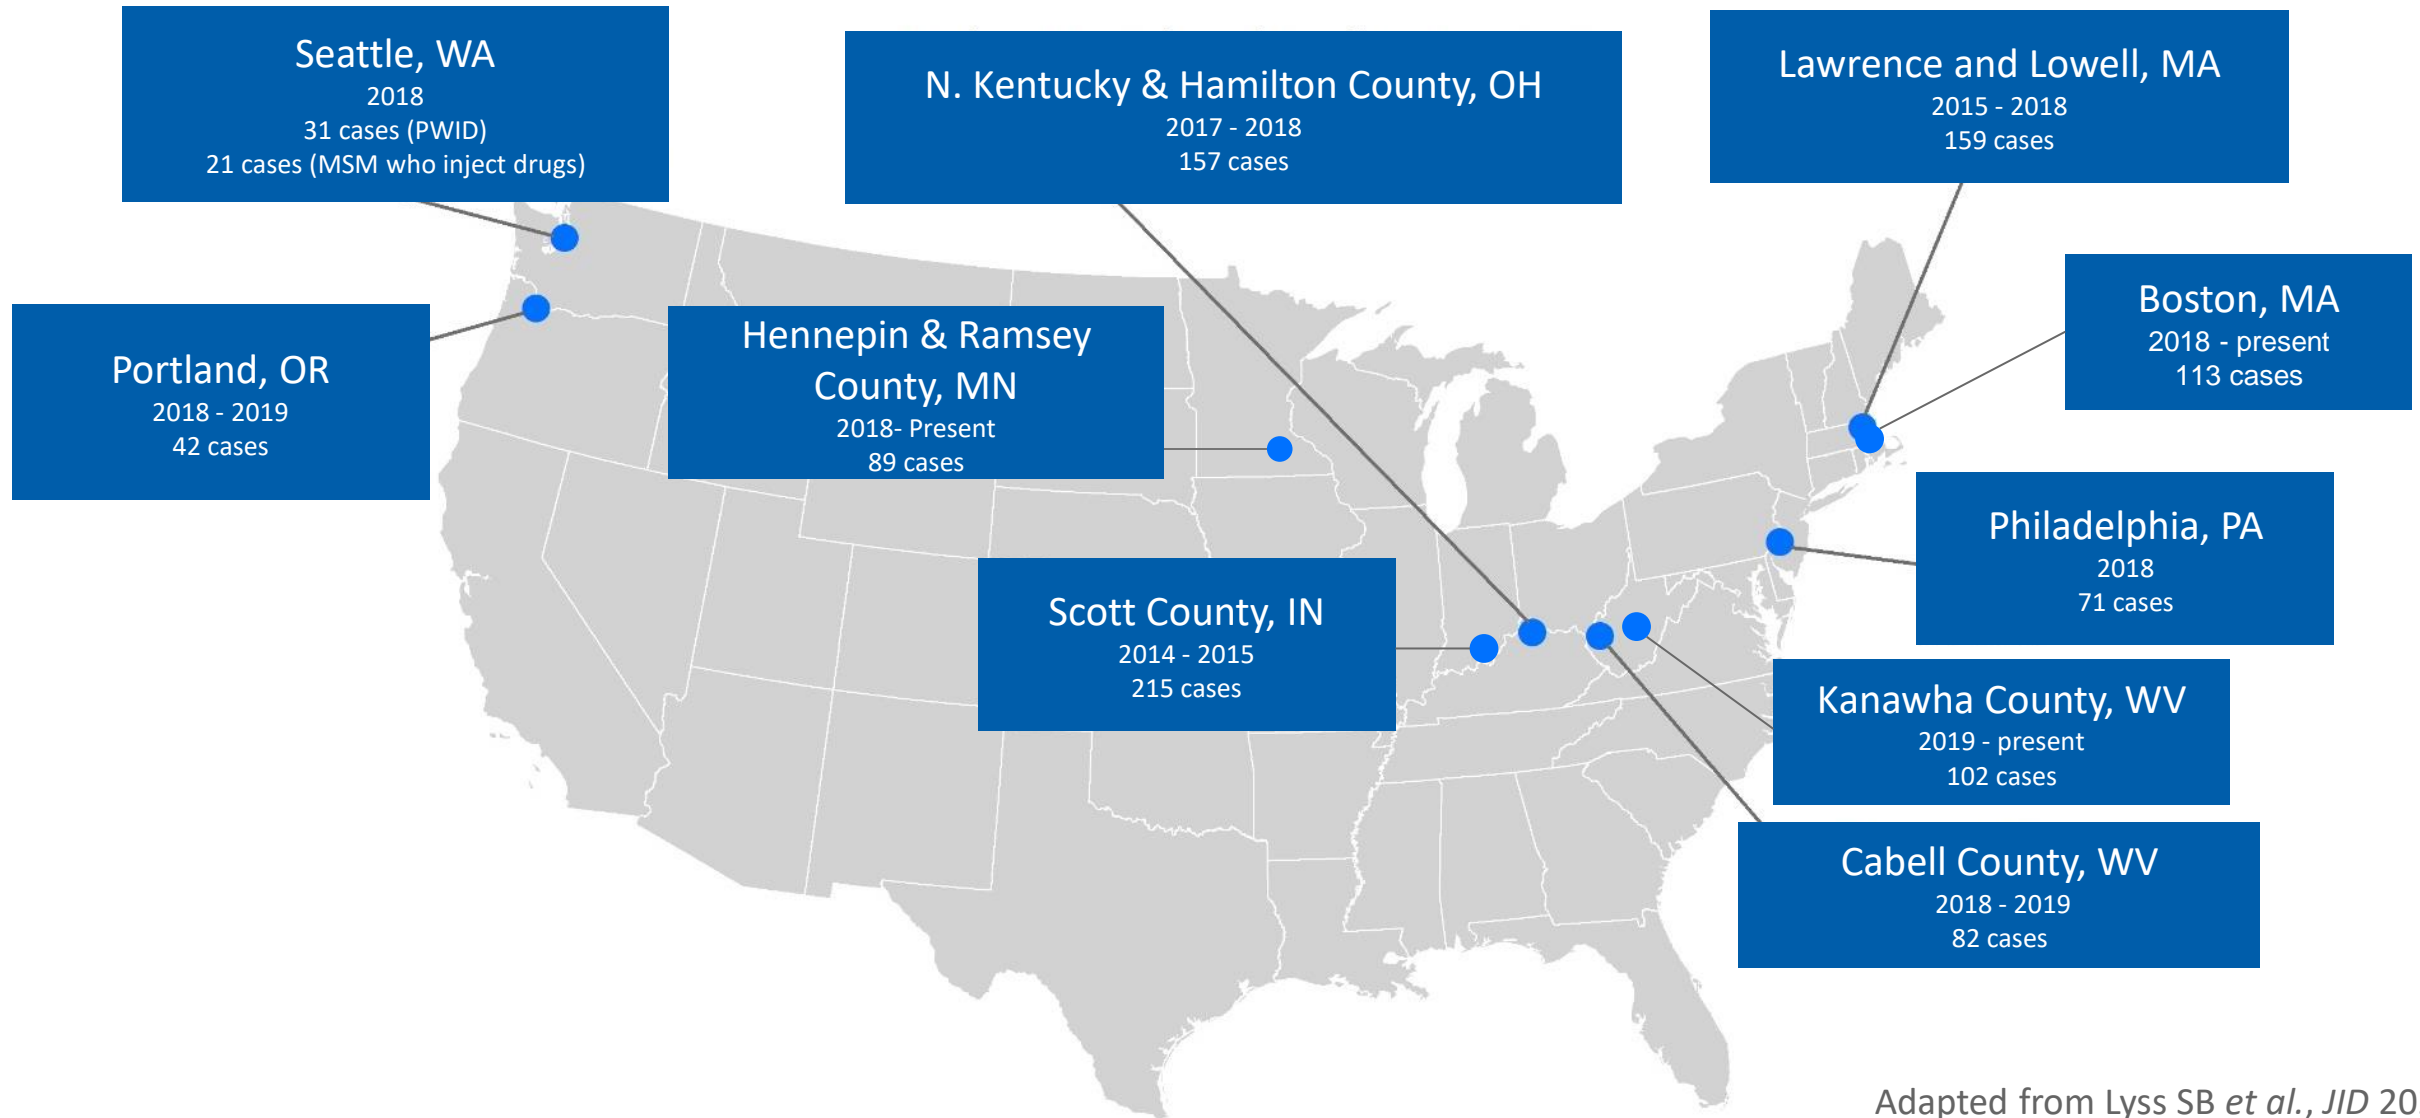 Seattle, WA
2018
31 cases (PWID)
21 cases (MSM who inject drugs)
N. Kentucky & Hamilton County, OH
2017 - 2018
157 cases
Lawrence and Lowell, MA
2015 - 2018
159 cases
Boston, MA
2018 - present
113 cases
Portland, OR
2018 - 2019
42 cases
Hennepin & Ramsey
County, MN
2018- Present
89 cases
Philadelphia, PA
2018
71 cases
Scott County, IN
2014 - 2015
215 cases
Kanawha County, WV
2019 - present
102 cases
Cabell County, WV
2018 - 2019
82 cases
Adapted from Lyss SB et al., JID 20